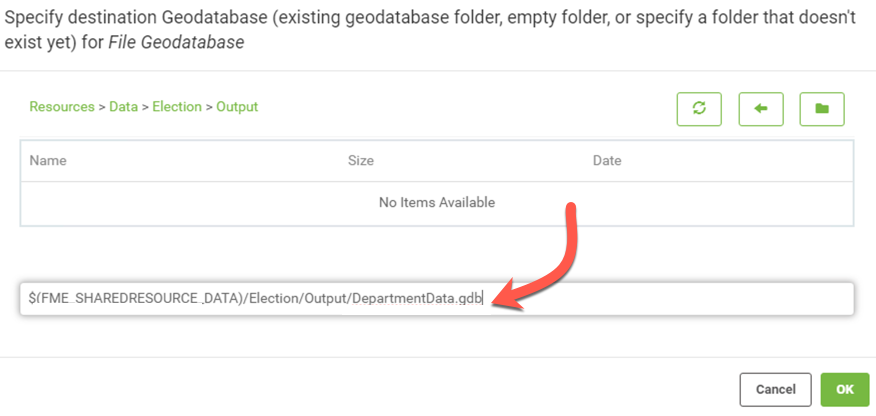 Specify destination Geodatabase (existing geodatabase folder, empty folder, or specify a folder that doesn't
exist yet) for File Geodatabase
Resources > Data > Election > Output
Name Size Date
No Items Available
$(FME_SHAREDRESOURCE_DATA)/Election/Output/DepartmentData.gdb
Cancel OK